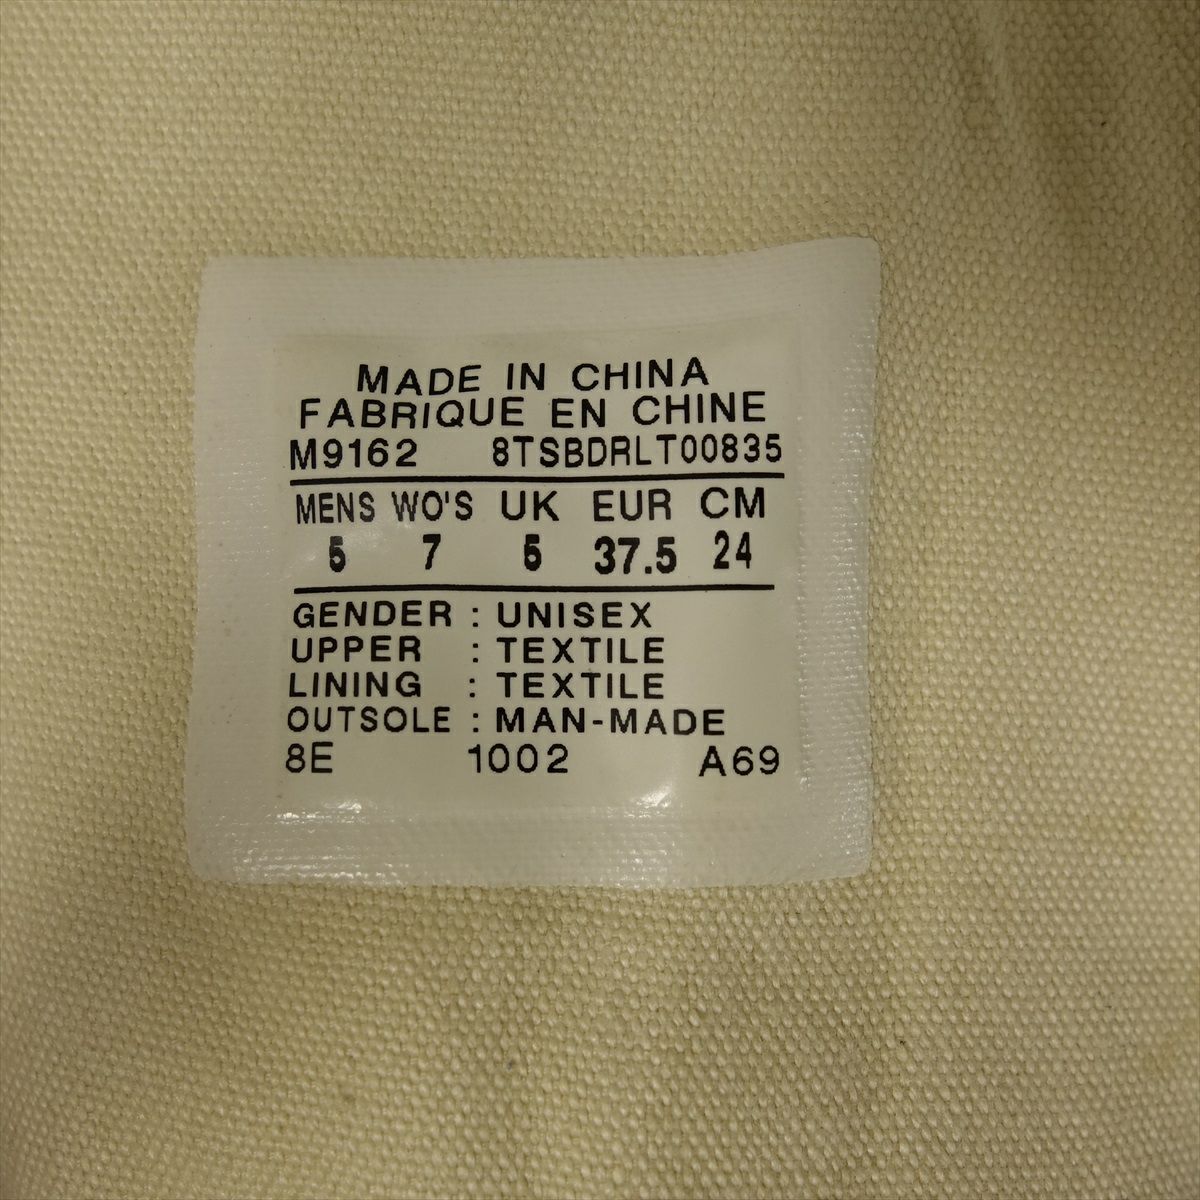 MADE IN CHINA
FABRIQUE EN CHINE
M9162 8TSBDRLT00835
MENS WO'S UK EUR CM
5 7 5 37.5 24
GENDER : UNISEX
UPPER : TEXTILE
LINING : TEXTILE
OUTSOLE : MAN-MADE
8E 1002 A69